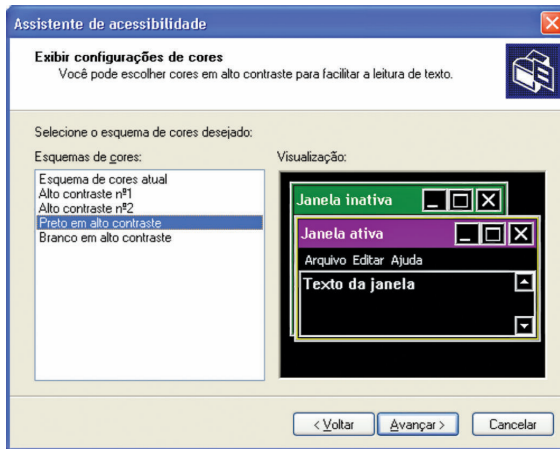 Assistente de acessibilidade
Exibir configurações de cores
Você pode escolher cores em alto contraste para facilitar a leitura de texto.
Selecione o esquema de cores desejado:
Esquemas de cores:
Esquema de cores atual
Alto contraste nº1
Alto contraste nº2
Preto em alto contraste
Branco em alto contraste
Visualização:
Janela inativa
Janela ativa
Arquivo Editar Ajuda
Texto da janela
< Voltar
Avançar >
Cancelar